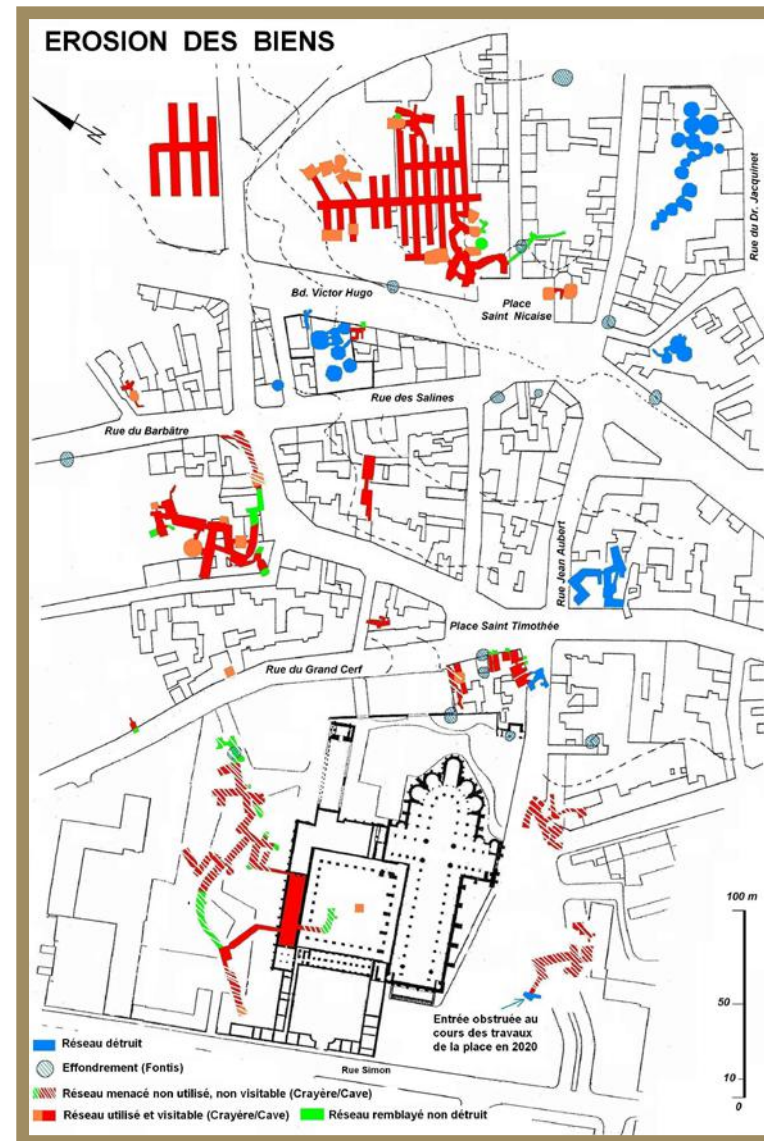 EROSION DES BIENS
N
Rue du Dr. Jacquinet
Bd. Victor Hugo
Place
Saint Nicaise
Rue des Salines
Rue du Barbâtre
Rue Jean Aubert
Place Saint Timothée
Rue du Grand Cerf
100 m
50
10
0
Entrée obstruée au
cours des travaux
de la place en 2020
Rue Simon
Réseau détruit
Effondrement (Fontis)
Réseau menacé non utilisé, non visitable (Crayère/Cave)
Réseau utilisé et visitable (Crayère/Cave) Réseau remblayé non détruit